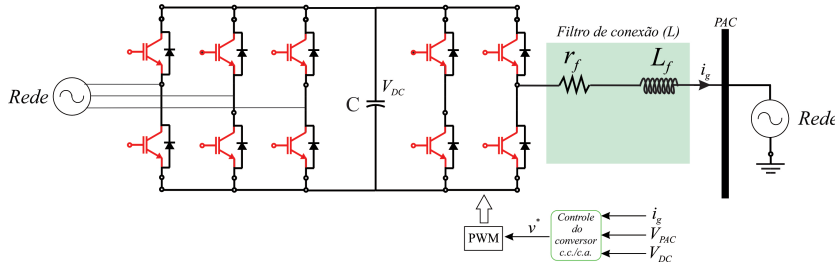 Filtro de conexão (L)
PAC
r_f
L_f
i_g
Rede
C
V_DC
Rede
PWM
v*
Controle
do
conversor
c.c./c.a.
i_g
V_PAC
V_DC